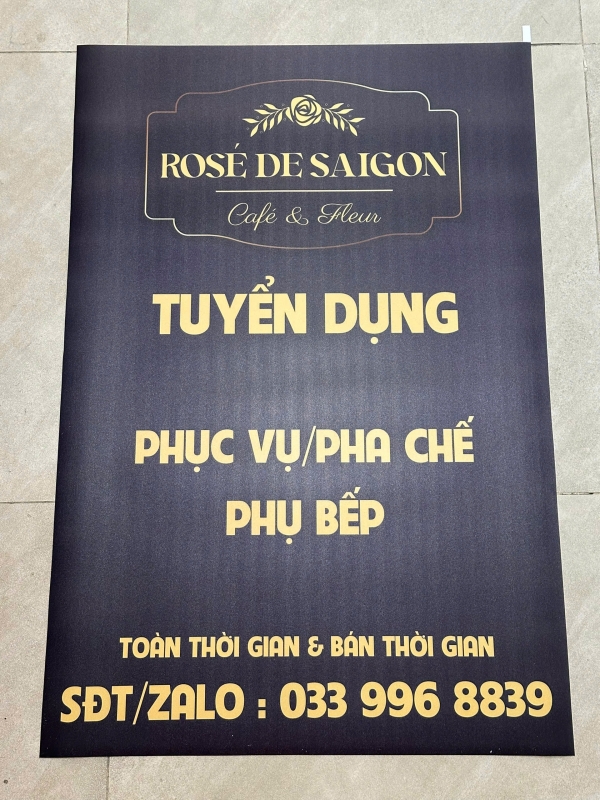 ROSÉ DE SAIGON
Café & Fleur
TUYỂN DỤNG
PHỤC VỤ/PHA CHẾ
PHỤ BẾP
TOÀN THỜI GIAN & BÁN THỜI GIAN
SĐT/ZALO : 033 996 8839